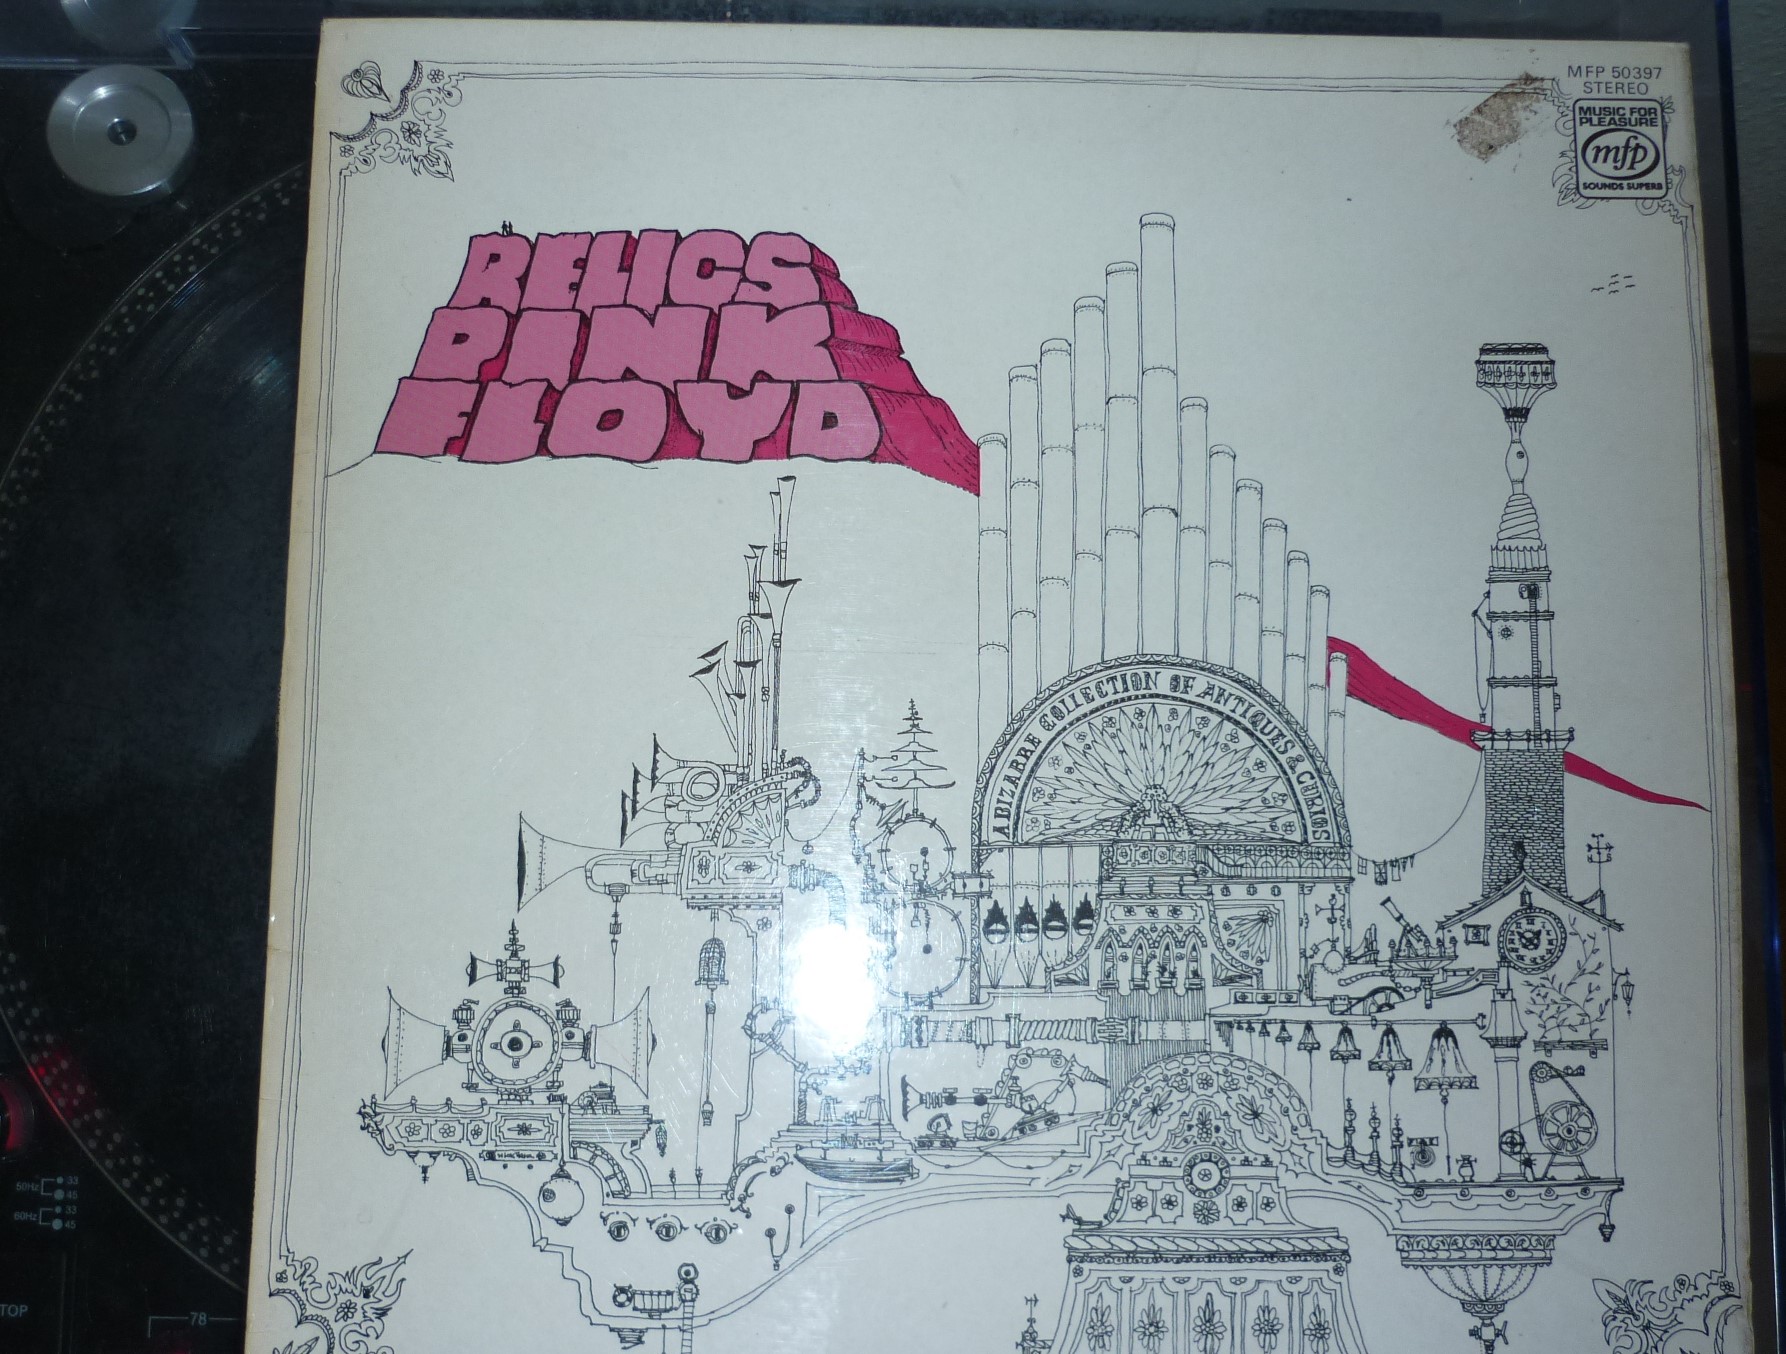 MFP 50397
STEREO
MUSIC FOR
PLEASURE
mfp
SOUNDS SUPERB
RELICS
PINK
FLOYD
A BIZARRE COLLECTION OF ANTIQUES & CURIOS
50Hz 33
45
60Hz 33
45
TOP
78